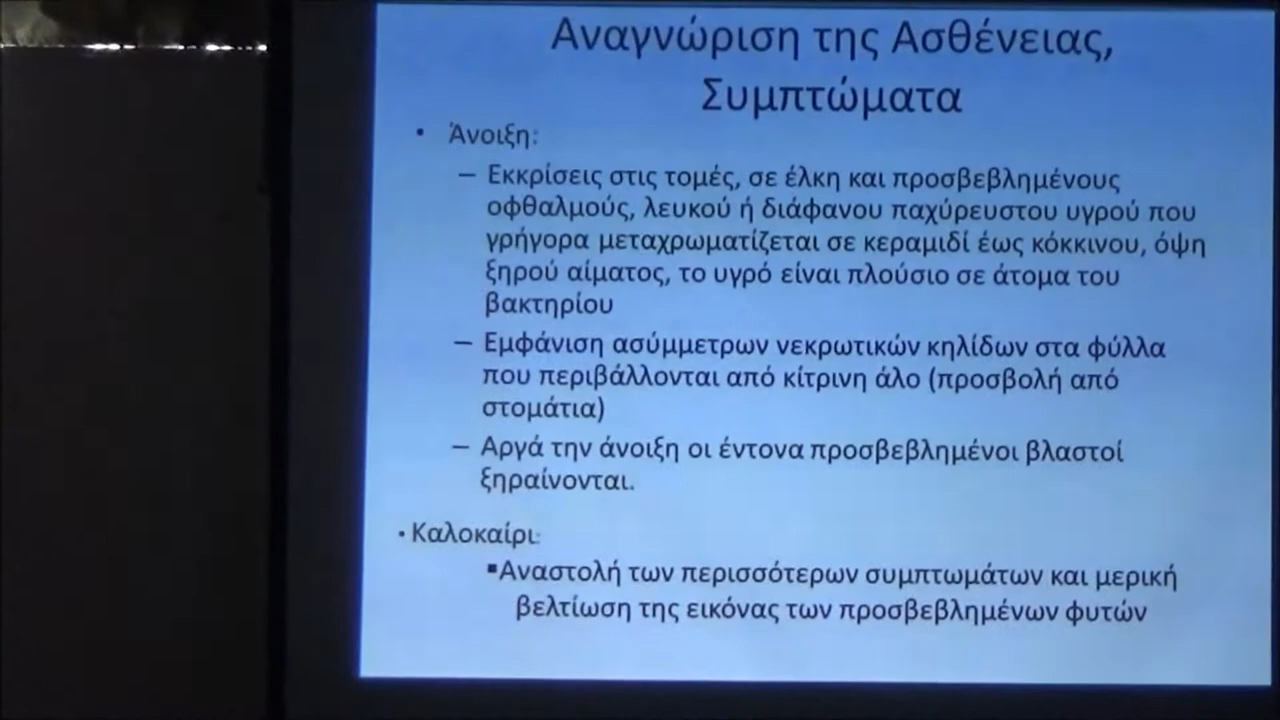 Αναγνώριση της Ασθένειας,
Συμπτώματα
• Άνοιξη:
– Εκκρίσεις στις τομές, σε έλκη και προσβεβλημένους
οφθαλμούς, λευκού ή διάφανου παχύρευστου υγρού που
γρήγορα μεταχρωματίζεται σε κεραμιδί έως κόκκινου, όψη
ξηρού αίματος, το υγρό είναι πλούσιο σε άτομα του
βακτηρίου
– Εμφάνιση ασύμμετρων νεκρωτικών κηλίδων στα φύλλα
που περιβάλλονται από κίτρινη άλο (προσβολή από
στομάτια)
– Αργά την άνοιξη οι έντονα προσβεβλημένοι βλαστοί
ξηραίνονται.
• Καλοκαίρι:
▪Αναστολή των περισσότερων συμπτωμάτων και μερική
βελτίωση της εικόνας των προσβεβλημένων φυτών